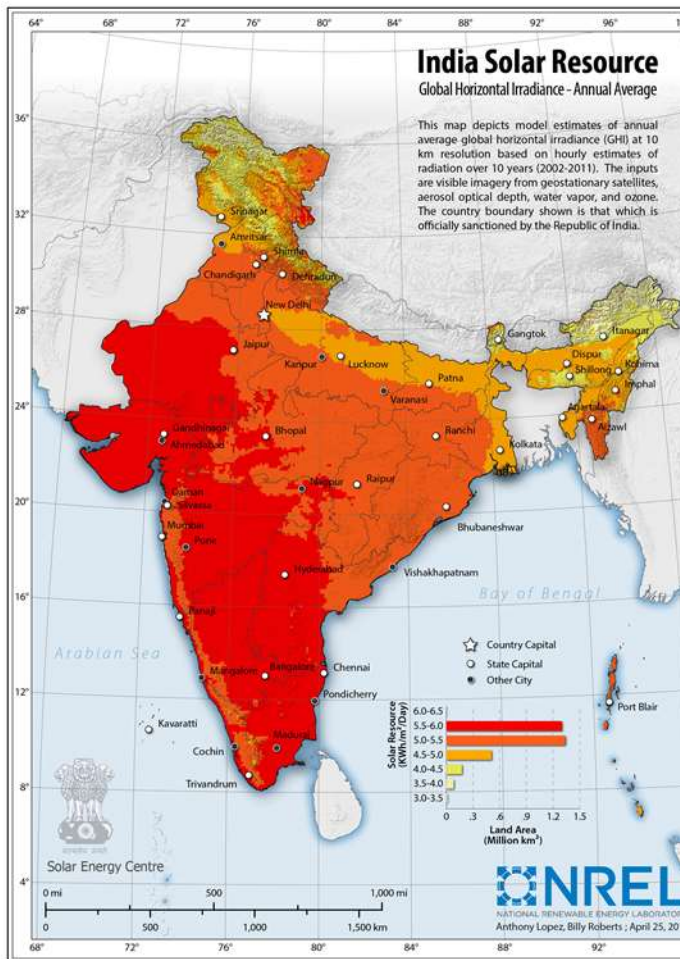 64° 68° 72° 76° 80° 84° 88° 92° 96°
India Solar Resource
Global Horizontal Irradiance - Annual Average
This map depicts model estimates of annual
average global horizontal irradiance (GHI) at 10
km resolution based on hourly estimates of
radiation over 10 years (2002-2011). The inputs
are visible imagery from geostationary satellites,
aerosol optical depth, water vapor, and ozone.
The country boundary shown is that which is
officially sanctioned by the Republic of India.
36°
32°
28°
24°
20°
16°
12°
8°
4°
Srinagar
Amritsar
Shimla
Chandigarh
Dehradun
New Delhi
Jaipur
Kanpur
Lucknow
Gangtok
Itanagar
Dispur
Kohima
Shillong
Imphal
Patna
Varanasi
Agartala
Aizawl
Gandhinagar
Ahmedabad
Bhopal
Ranchi
Kolkata
Nagpur
Raipur
Daman
Silvassa
Bhubaneshwar
Mumbai
Pune
Hyderabad
Vishakhapatnam
Bay of Bengal
Panaji
Arabian Sea
Mangalore
Bangalore
Chennai
Pondicherry
Kavaratti
Cochin
Madurai
Trivandrum
Port Blair
Country Capital
State Capital
Other City
Solar Resource
(KWh/m²/Day)
6.0-6.5
5.5-6.0
5.0-5.5
4.5-5.0
4.0-4.5
3.5-4.0
3.0-3.5
0 .3 .6 .9 1.2 1.5
Land Area
(Million km²)
Solar Energy Centre
0 mi 500 1,000 mi
0 500 1,000 1,500 km
NREL
NATIONAL RENEWABLE ENERGY LABORATO
Anthony Lopez, Billy Roberts ; April 25, 20
68° 72° 76° 80° 84° 88° 92°